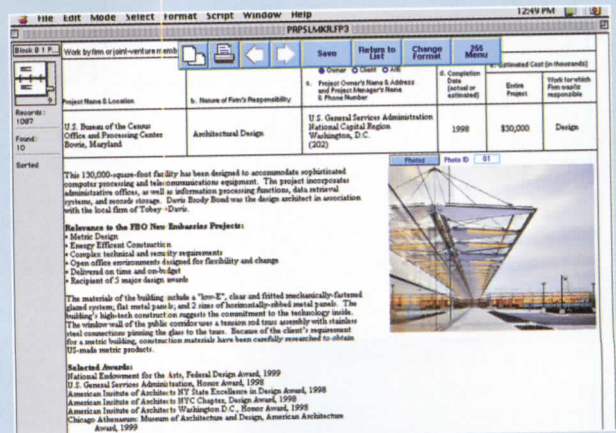 File Edit Mode Select Format Script Window Help 12:49 PM
PRPSLMKR.FP3
Block 8 1 P...
Work by firm or joint-venture memb
Save
Return to List
Change Format
255 Menu
Owner Client A/E
9
Records:
1087
Found:
10
Sorted
Project Name & Location
b. Nature of Firm's Responsibility
c. Project Owner's Name & Address
and Project Manager's Name
& Phone Number
d. Completion
Date
(actual or
estimated)
Estimated Cost (in thousands)
Entire
Project
Work for which
Firm was/is
responsible
U.S. Bureau of the Census
Office and Processing Center
Bowie, Maryland
Architectural Design
U.S. General Services Administration
National Capital Region
Washington, D.C.
(202)
1998
$30,000
Design
Photo ID 01
This 130,000-square-foot facility has been designed to accommodate sophisticated
computer processing and telecommunications equipment. The project incorporates
administrative offices, as well as information processing functions, data retrieval
systems, and records storage. Davis Brody Bond was the design architect in association
with the local firm of Tobey + Davis.
Relevance to the FBO New Embassies Projects:
• Metric Design
• Energy Efficent Construction
• Complex technical and security requirements
• Open office environments designed for flexibility and change
• Delivered on time and on-budget
• Recipient of 5 major design awards
The materials of the building include a "low-E", clear and fritted mechanically-fastened
glazed system; flat metal panels; and 2 sizes of horizontally-ribbed metal panels. The
building's high-tech construction suggests the commitment to the technology inside.
The window wall of the public corridor uses a tension rod truss assembly with stainless
steel connections pinning the glass to the truss. Because of the client's requirement
for a metric building, construction materials have been carefully researched to obtain
US-made metric products.
Selected Awards:
National Endowment for the Arts, Federal Design Award, 1999
U.S. General Services Administration, Honor Award, 1998
American Insitute of Architects NY State Excellence in Design Award, 1998
American Insitute of Architects NYC Chapter, Design Award, 1998
American Insitute of Architects Washington D.C., Honor Award, 1998
Chicago Athenaeum: Museum of Architecture and Design, American Architecture
Award, 1999